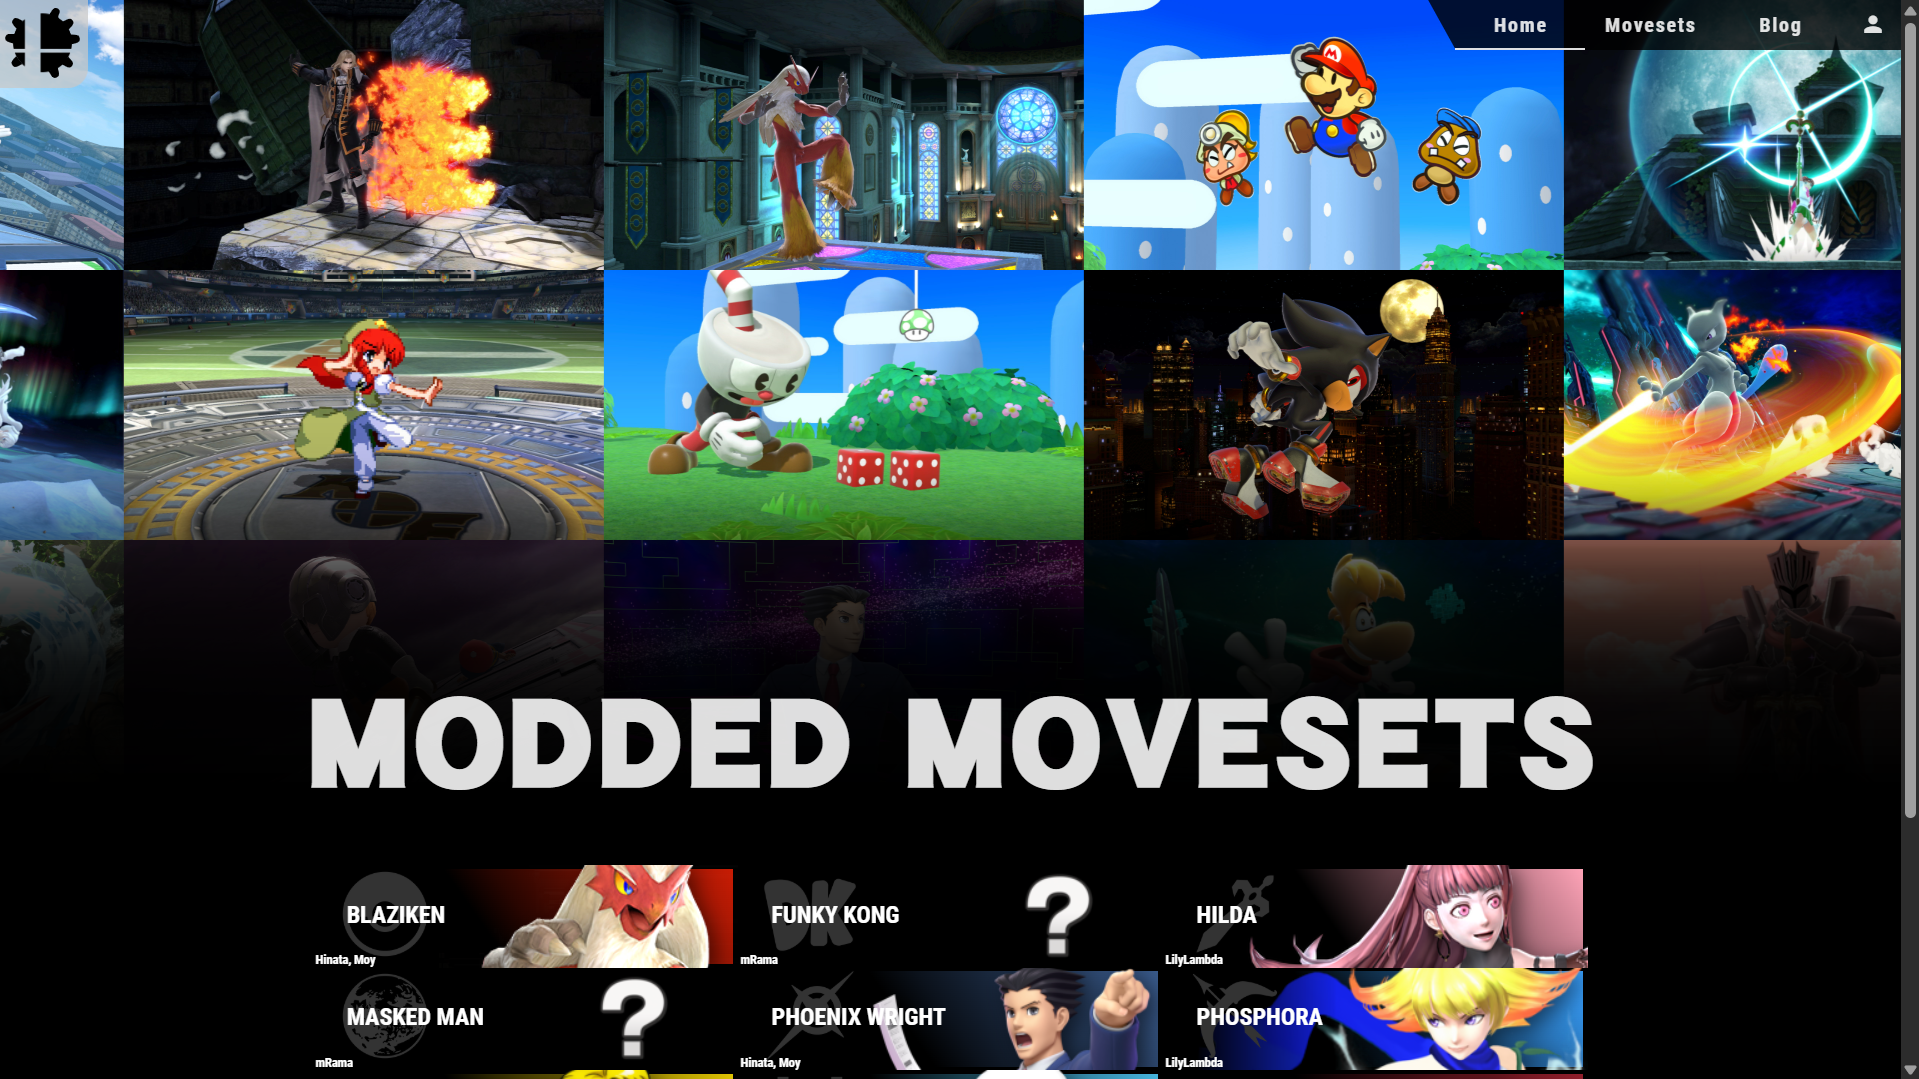 Home Movesets Blog
MODDED MOVESETS
BLAZIKEN
Hinata, Moy
FUNKY KONG
mRama
HILDA
LilyLambda
MASKED MAN
mRama
PHOENIX WRIGHT
Hinata, Moy
PHOSPHORA
LilyLambda